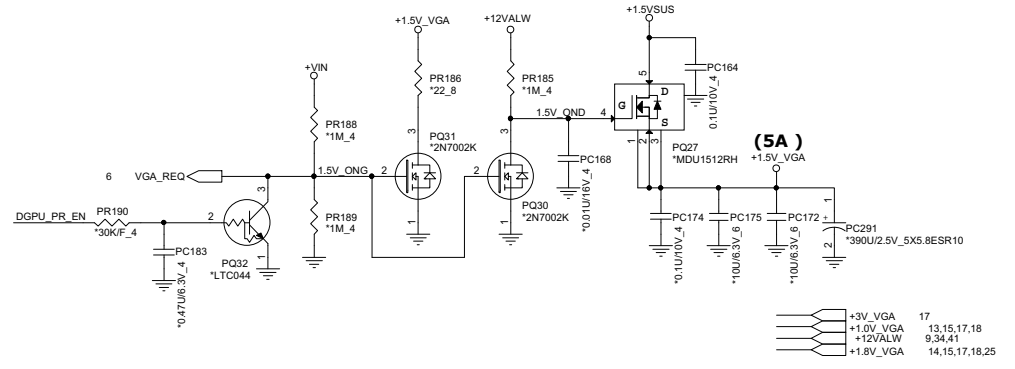 +1.5V_VGA
+12VALW
+1.5VSUS
+VIN
PR186
*22_8
PR185
*1M_4
PC164
0.1U/10V_4
5
D
G
S
4
1
2
3
PR188
*1M_4
3
PQ31
*2N7002K
3
1.5V_OND
PQ27
*MDU1512RH
(5A )
+1.5V_VGA
6 VGA_REQ
1.5V_ONG
2
2
PC168
*0.01U/16V_4
3
1
1
PQ30
*2N7002K
DGPU_PR_EN
PR190
*30K/F_4
2
PR189
*1M_4
PC174
*0.1U/10V_4
PC175
*10U/6.3V_6
PC172
*10U/6.3V_6
1
+
2
PC291
*390U/2.5V_5X5.8ESR10
PC183
*0.47U/6.3V_4
PQ32
*LTC044
1
+3V_VGA 17
+1.0V_VGA 13,15,17,18
+12VALW 9,34,41
+1.8V_VGA 14,15,17,18,25